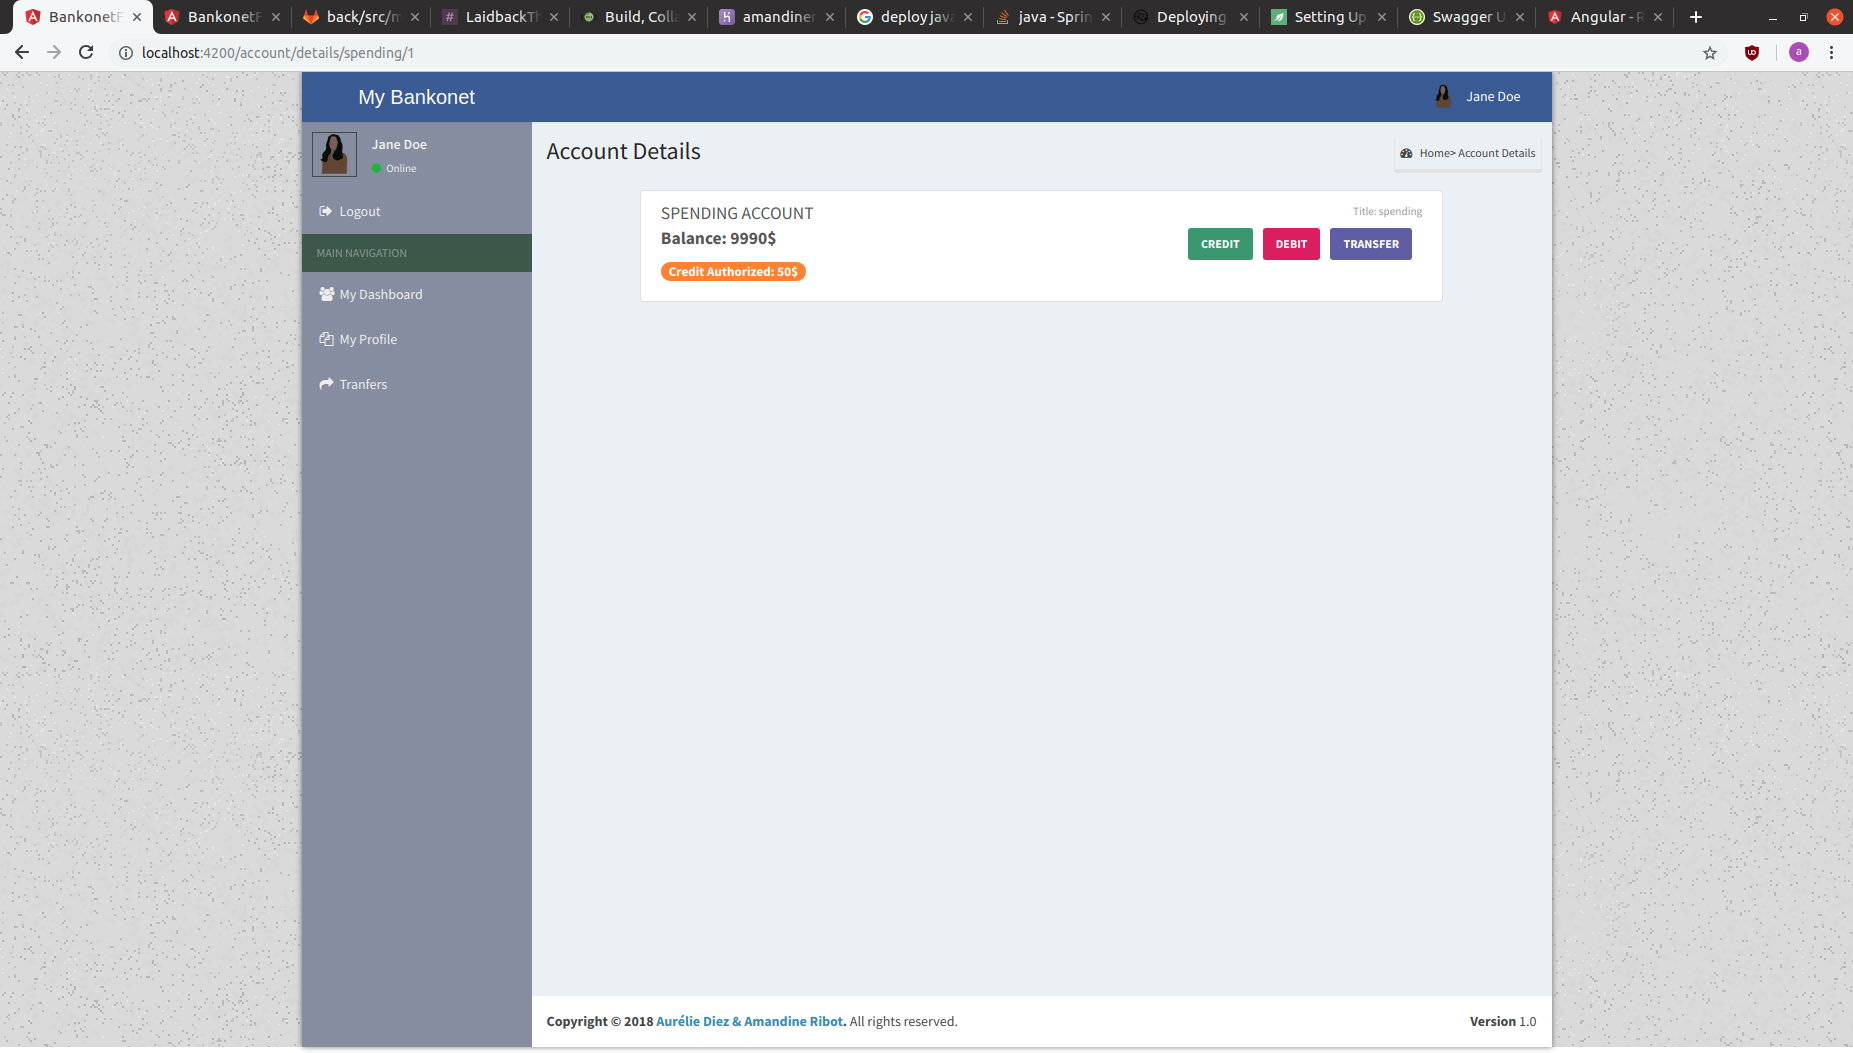 BankonetF
BankonetF
back/src/m
LaidbackTh
Build, Colla
amandiner
deploy java
java - Sprin
Deploying
Setting Up
Swagger U
Angular - R
localhost:4200/account/details/spending/1
a
My Bankonet
Jane Doe
Jane Doe
Online
Logout
MAIN NAVIGATION
My Dashboard
My Profile
Tranfers
Account Details
Home> Account Details
SPENDING ACCOUNT
Title: spending
Balance: 9990$
CREDIT DEBIT TRANSFER
Credit Authorized: 50$
Copyright © 2018 Aurélie Diez & Amandine Ribot. All rights reserved.
Version 1.0